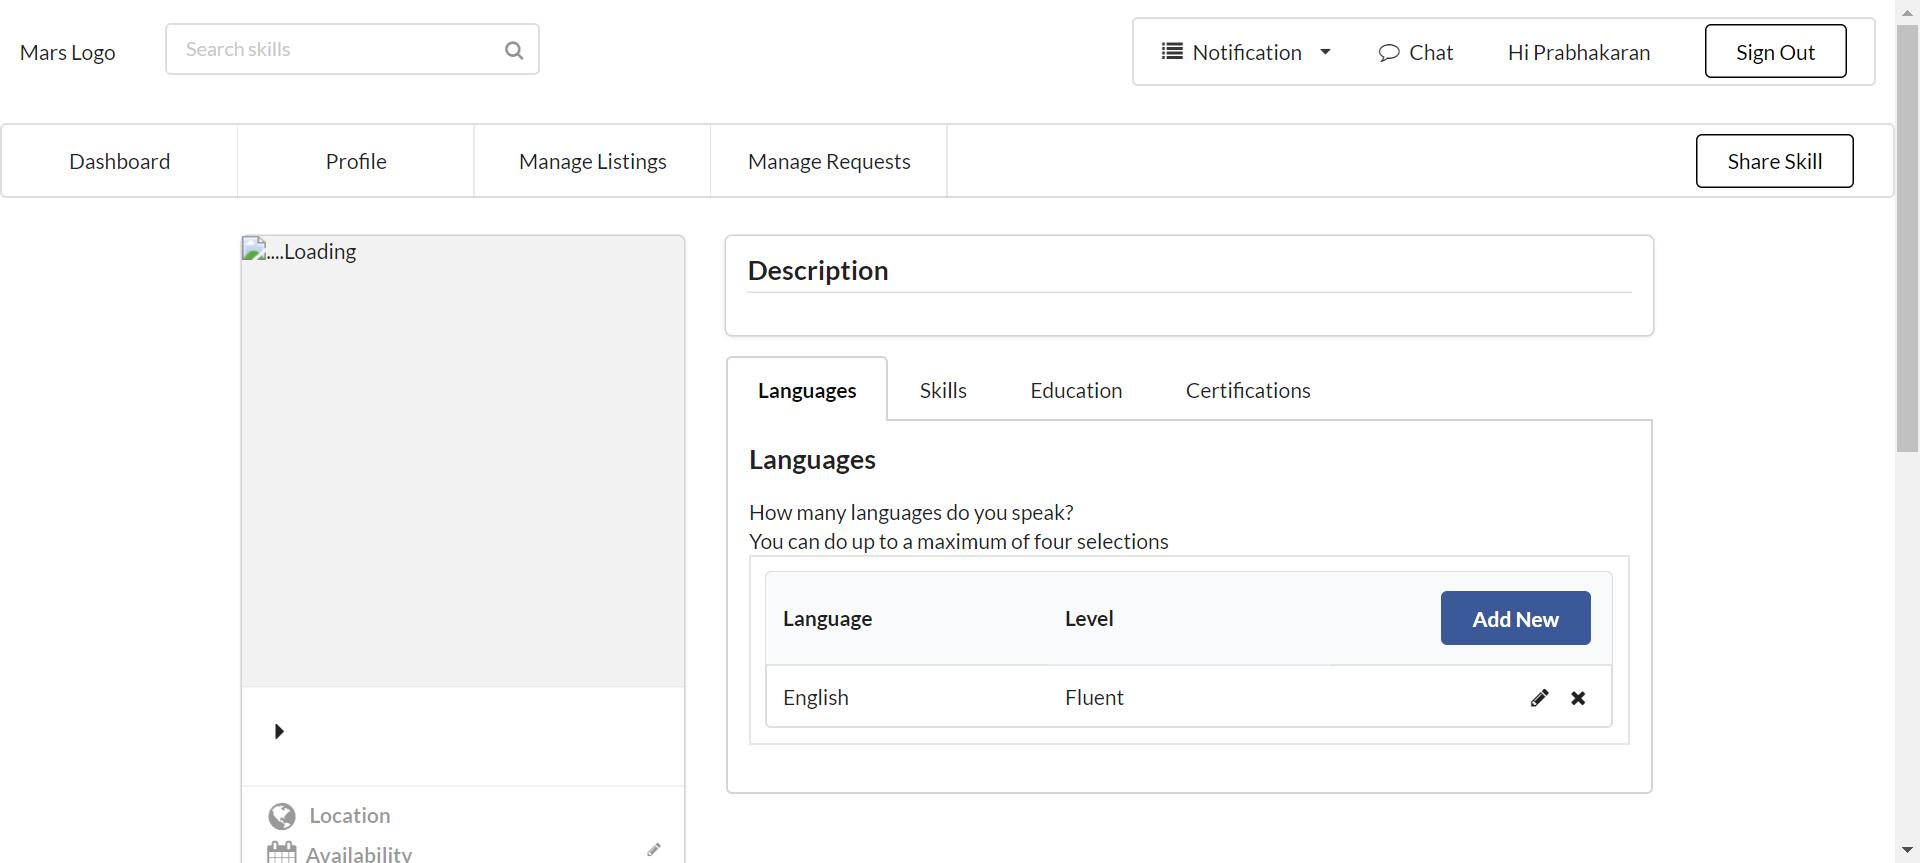 Mars Logo
Search skills
Notification
Chat
Hi Prabhakaran
Sign Out
Dashboard
Profile
Manage Listings
Manage Requests
Share Skill
....Loading
Description
Languages
Skills
Education
Certifications
Languages
How many languages do you speak?
You can do up to a maximum of four selections
Language
Level
Add New
English
Fluent
Location
Availability